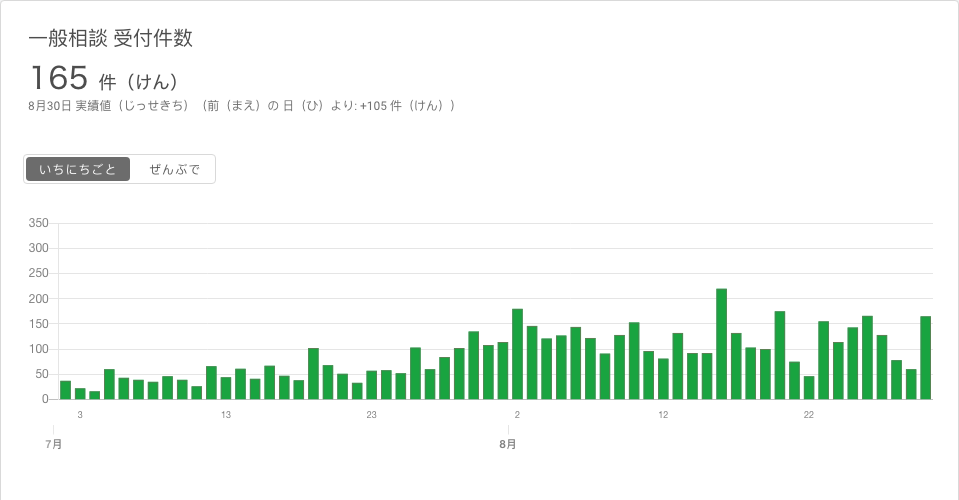 一般相談 受付件数
165 件（けん）
8月30日 実績値（じっせきち）（前（まえ）の 日（ひ）より: +105 件（けん））
いちにちごと ぜんぶで
350
300
250
200
150
100
50
0
3 13 23 2 12 22
7月 8月